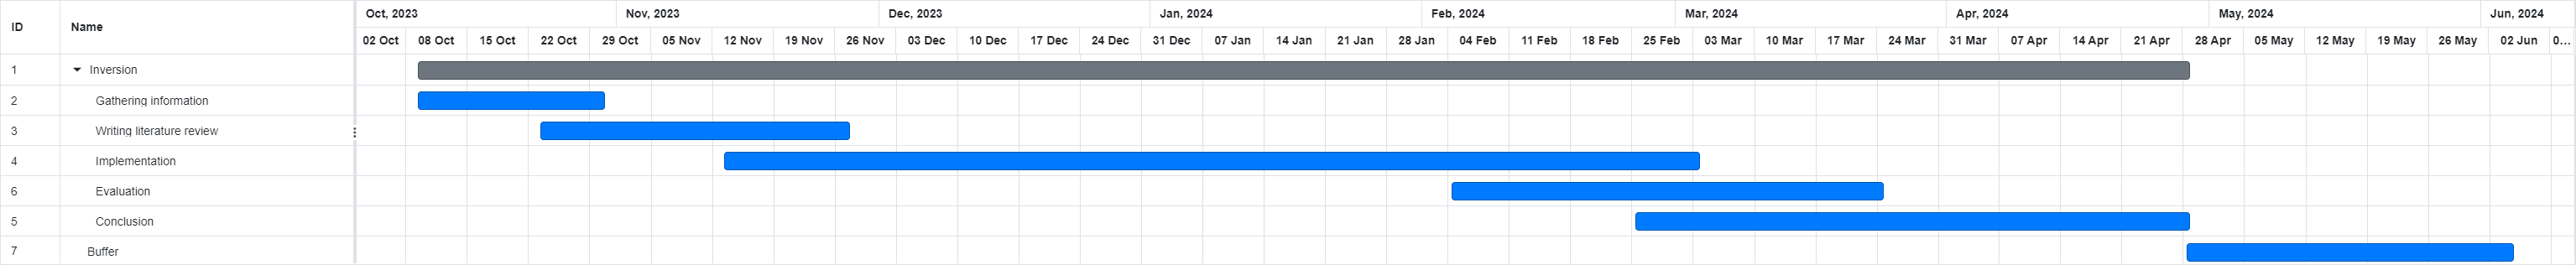 ID Name Oct, 2023 Nov, 2023 Dec, 2023 Jan, 2024 Feb, 2024 Mar, 2024 Apr, 2024 May, 2024 Jun, 2024
02 Oct 08 Oct 15 Oct 22 Oct 29 Oct 05 Nov 12 Nov 19 Nov 26 Nov 03 Dec 10 Dec 17 Dec 24 Dec 31 Dec 07 Jan 14 Jan 21 Jan 28 Jan 04 Feb 11 Feb 18 Feb 25 Feb 03 Mar 10 Mar 17 Mar 24 Mar 31 Mar 07 Apr 14 Apr 21 Apr 28 Apr 05 May 12 May 19 May 26 May 02 Jun 0...
1 Inversion
2 Gathering information
3 Writing literature review
4 Implementation
6 Evaluation
5 Conclusion
7 Buffer